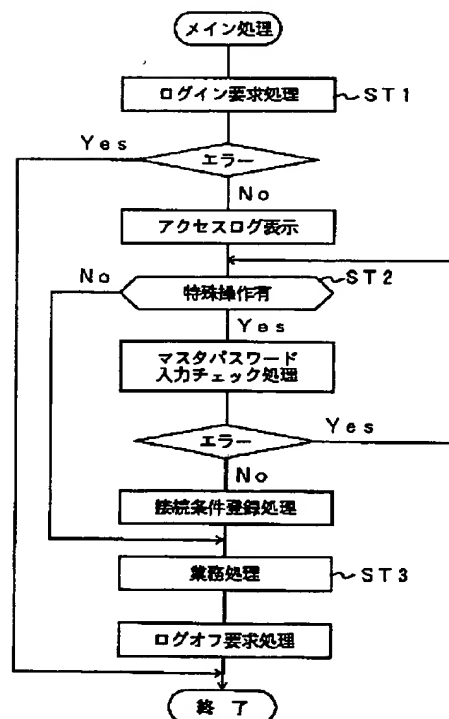 メイン処理
ログイン要求処理
ST1
Yes
エラー
No
アクセスログ表示
No
特殊操作有
ST2
Yes
マスタパスワード
入力チェック処理
エラー
Yes
No
接続条件登録処理
業務処理
ST3
ログオフ要求処理
終了